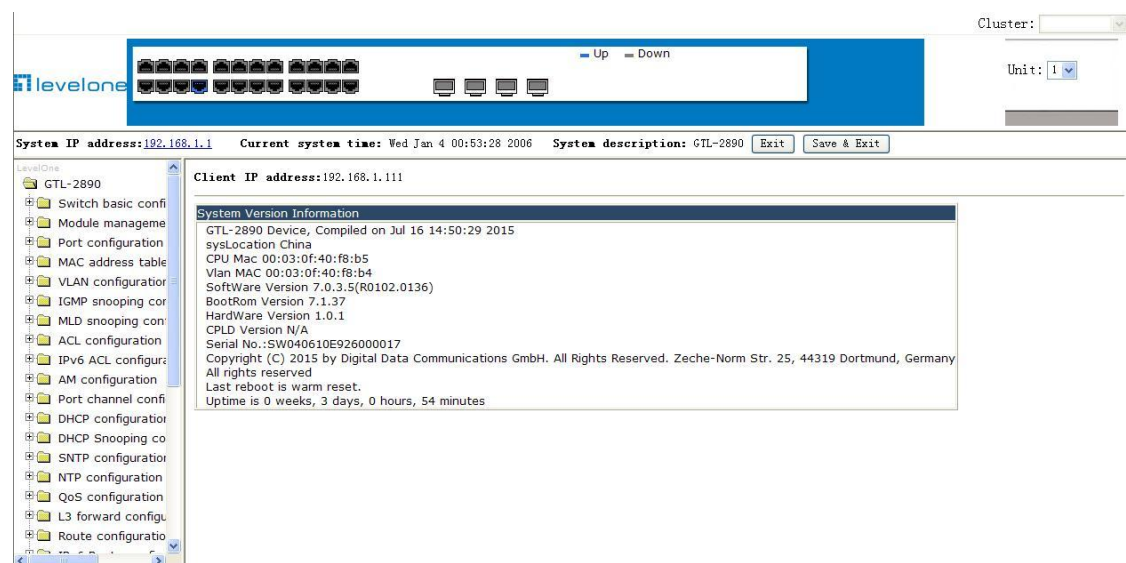 Cluster:
Up Down
levelone
Unit: 1
System IP address:192.168.1.1 Current system time: Wed Jan 4 00:53:28 2006 System description: GTL-2890 Exit Save & Exit
LevelOne
GTL-2890
Switch basic confi
Module manageme
Port configuration
MAC address table
VLAN configuration
IGMP snooping cor
MLD snooping con
ACL configuration
IPv6 ACL configura
AM configuration
Port channel confi
DHCP configuration
DHCP Snooping co
SNTP configuration
NTP configuration
QoS configuration
L3 forward configu
Route configuratio
Client IP address:192.168.1.111
System Version Information
GTL-2890 Device, Compiled on Jul 16 14:50:29 2015
sysLocation China
CPU Mac 00:03:0f:40:f8:b5
Vlan MAC 00:03:0f:40:f8:b4
SoftWare Version 7.0.3.5(R0102.0136)
BootRom Version 7.1.37
HardWare Version 1.0.1
CPLD Version N/A
Serial No.:SW040610E926000017
Copyright (C) 2015 by Digital Data Communications GmbH. All Rights Reserved. Zeche-Norm Str. 25, 44319 Dortmund, Germany
All rights reserved
Last reboot is warm reset.
Uptime is 0 weeks, 3 days, 0 hours, 54 minutes